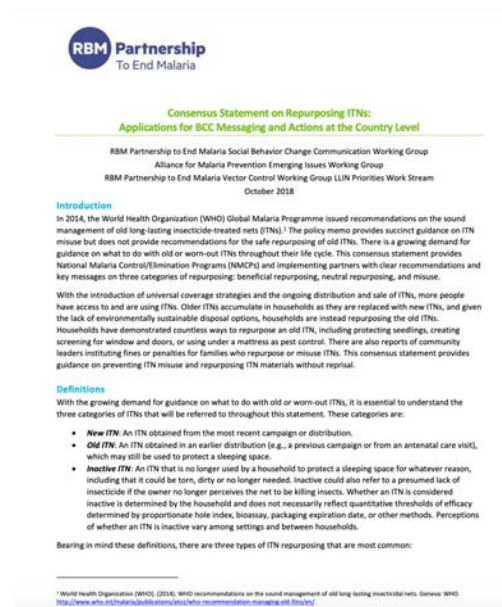 RBM Partnership
To End Malaria
Consensus Statement on Repurposing ITNs:
Applications for BCC Messaging and Actions at the Country Level
RBM Partnership to End Malaria Social Behavior Change Communication Working Group
Alliance for Malaria Prevention Emerging Issues Working Group
RBM Partnership to End Malaria Vector Control Working Group LLIN Priorities Work Stream
October 2018
Introduction
In 2014, the World Health Organization (WHO) Global Malaria Programme issued recommendations on the sound
management of old long-lasting insecticide-treated nets (ITNs).¹ The policy memo provides succinct guidance on ITN
misuse but does not provide recommendations for the safe repurposing of old ITNs. There is a growing demand for
guidance on what to do with old or worn-out ITNs throughout their life cycle. This consensus statement provides
National Malaria Control/Elimination Programs (NMCPs) and implementing partners with clear recommendations and
key messages on three categories of repurposing: beneficial repurposing, neutral repurposing, and misuse.
With the introduction of universal coverage strategies and the ongoing distribution and sale of ITNs, more people
have access to and are using ITNs. Older ITNs accumulate in households as they are replaced with new ITNs, and given
the lack of environmentally sustainable disposal options, households are instead repurposing the old ITNs.
Households have demonstrated countless ways to repurpose an old ITN, including protecting seedlings, creating
screening for window and doors, or using under a mattress as pest control. There are also reports of community
leaders instituting fines or penalties for families who repurpose or misuse ITNs. This consensus statement provides
guidance on preventing ITN misuse and repurposing ITN materials without reprisal.
Definitions
With the growing demand for guidance on what to do with old or worn-out ITNs, it is essential to understand the
three categories of ITNs that will be referred to throughout this statement. These categories are:
• New ITN: An ITN obtained from the most recent campaign or distribution.
• Old ITN: An ITN obtained in an earlier distribution (e.g., a previous campaign or from an antenatal care visit),
which may still be used to protect a sleeping space.
• Inactive ITN: An ITN that is no longer used by a household to protect a sleeping space for whatever reason,
including that it could be torn, dirty or no longer needed. Inactive could also refer to a presumed lack of
insecticide if the owner no longer perceives the net to be killing insects. Whether an ITN is considered
inactive is determined by the household and does not necessarily reflect quantitative thresholds of efficacy
determined by proportionate hole index, bioassay, packaging expiration date, or other methods. Perceptions
of whether an ITN is inactive vary among settings and between households.
Bearing in mind these definitions, there are three types of ITN repurposing that are most common:
¹ World Health Organization (WHO). (2014). WHO recommendations on the sound management of old long-lasting insecticidal nets. Geneva: WHO.